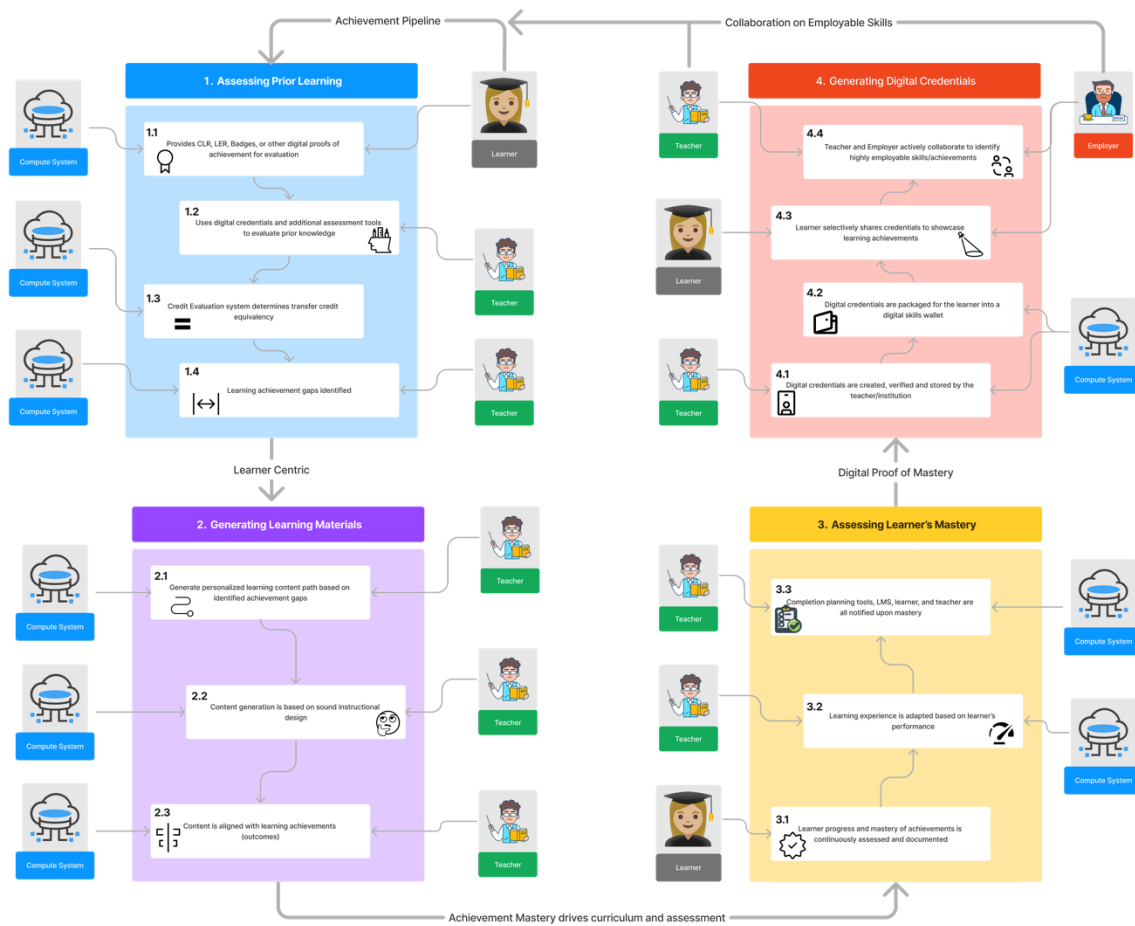 Achievement Pipeline
Collaboration on Employable Skills
1. Assessing Prior Learning
Compute System
1.1
Provides CLR, LER, Badges, or other digital proofs
of achievement for evaluation
Learner
1.2
Uses digital credentials and additional assessment tools
to evaluate prior knowledge
Compute System
Teacher
1.3
Credit Evaluation system determines transfer credit
equivalency
Compute System
1.4
Learning achievement gaps identified
Teacher
Learner Centric
2. Generating Learning Materials
2.1
Generate personalized learning content path based on
identified achievement gaps
Compute System
Teacher
2.2
Content generation is based on sound instructional
design
Compute System
Teacher
2.3
Content is aligned with learning achievements
(outcomes)
Compute System
Teacher
Achievement Mastery drives curriculum and assessment
4. Generating Digital Credentials
Teacher
Employer
4.4
Teacher and Employer actively collaborate to identify
highly employable skills/achievements
4.3
Learner selectively shares credentials to showcase
learning achievements
Learner
4.2
Digital credentials are packaged for the learner into a
digital skills wallet
Compute System
4.1
Digital credentials are created, verified and stored by the
teacher/institution
Teacher
Digital Proof of Mastery
3. Assessing Learner's Mastery
3.3
Completion planning tools, LMS, learner, and teacher are
all notified upon mastery
Teacher
Compute System
3.2
Learning experience is adapted based on learner's
performance
Teacher
Compute System
3.1
Learner progress and mastery of achievements is
continuously assessed and documented
Learner